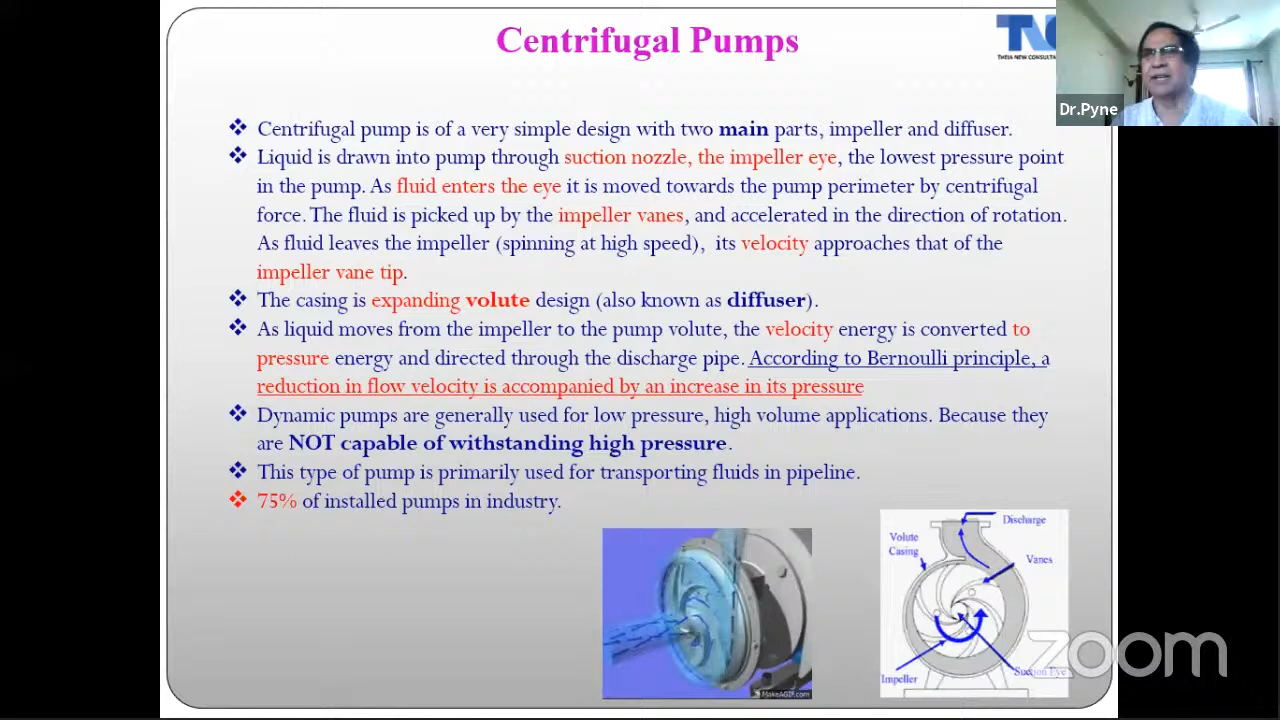 Centrifugal Pumps
THEIA NEW CONSULTA
Dr.Pyne
❖ Centrifugal pump is of a very simple design with two main parts, impeller and diffuser.
❖ Liquid is drawn into pump through suction nozzle, the impeller eye, the lowest pressure point
in the pump. As fluid enters the eye it is moved towards the pump perimeter by centrifugal
force. The fluid is picked up by the impeller vanes, and accelerated in the direction of rotation.
As fluid leaves the impeller (spinning at high speed), its velocity approaches that of the
impeller vane tip.
❖ The casing is expanding volute design (also known as diffuser).
❖ As liquid moves from the impeller to the pump volute, the velocity energy is converted to
pressure energy and directed through the discharge pipe. According to Bernoulli principle, a
reduction in flow velocity is accompanied by an increase in its pressure
❖ Dynamic pumps are generally used for low pressure, high volume applications. Because they
are NOT capable of withstanding high pressure.
❖ This type of pump is primarily used for transporting fluids in pipeline.
❖ 75% of installed pumps in industry.
Discharge
Volute
Casing
Vanes
Impeller
Suction Eye
MakeAGIF.com
zoom